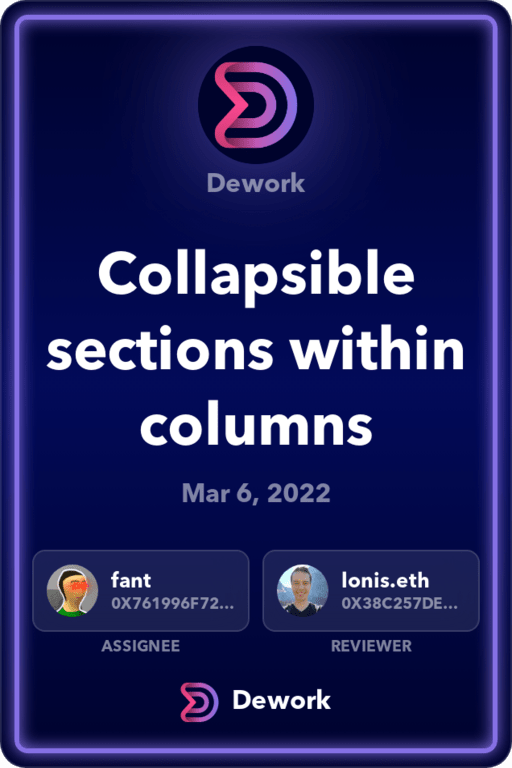 Dework
Collapsible
sections within
columns
Mar 6, 2022
fant
0X761996F72...
lonis.eth
0X38C257DE...
ASSIGNEE
REVIEWER
Dework